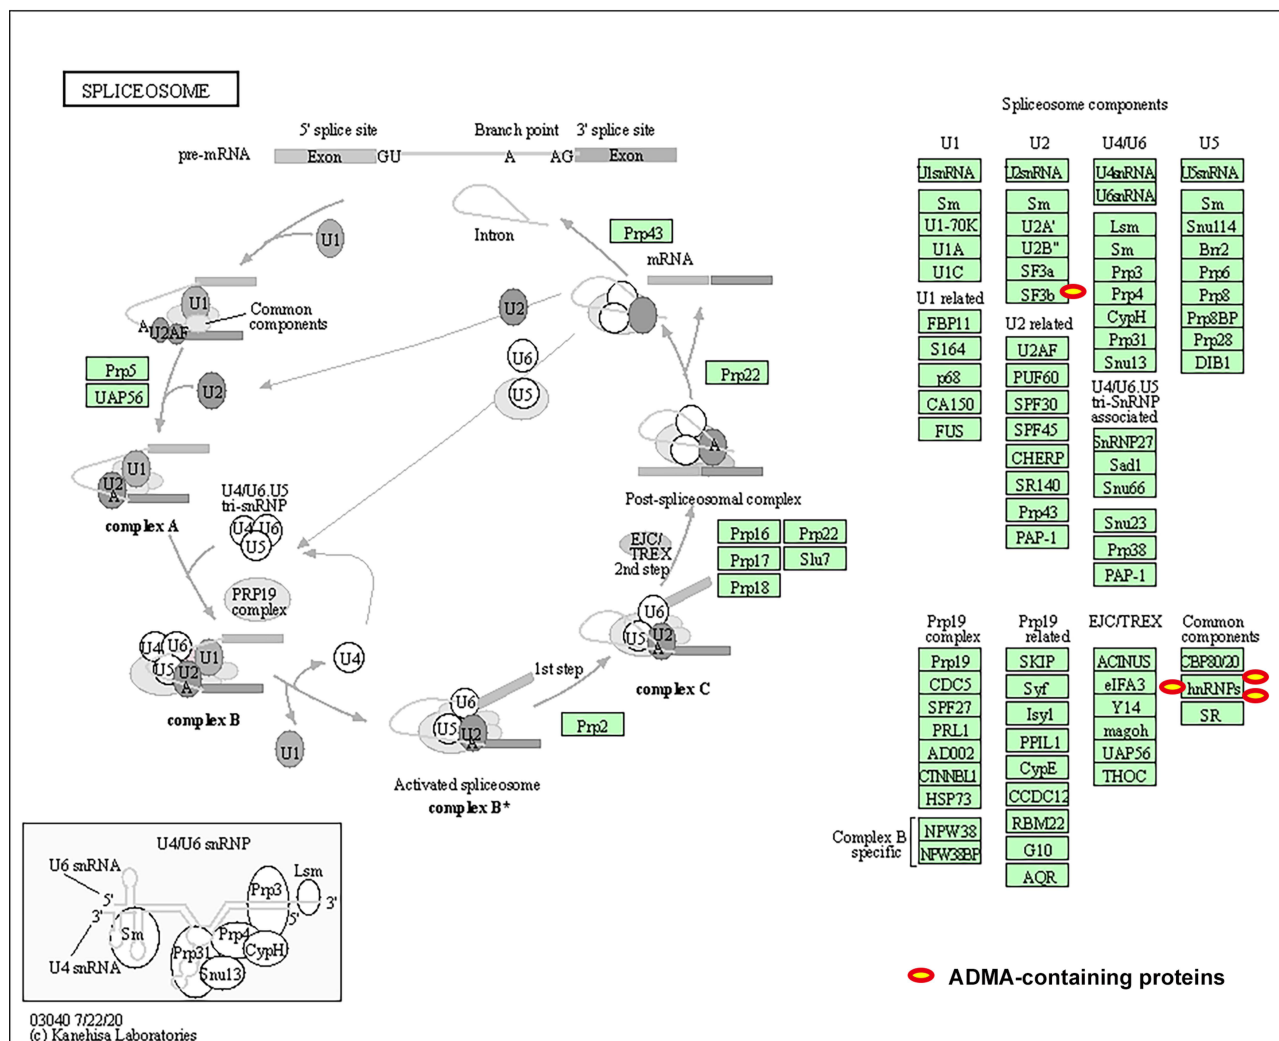 SPLICEOSOME
5' splice site
Branch point
3' splice site
pre-mRNA
Exon
GU
A
AG
Exon
U1
Intron
Prp43
mRNA
U1
Common
components
A
U2AF
U2
U6
U5
Prp5
UAP56
U2
Prp22
U1
U2
A
complex A
U4/U6.U5
tri-snRNP
U4
U6
U5
A
Post-spliceosomal complex
PRP19
complex
EJC/
TREX
2nd step
Prp16
Prp22
Prp17
Slu7
Prp18
U4
U6
U1
U5
U2
A
complex B
U4
U1
1st step
U6
U5
U2
A
complex C
U6
U5
U2
A
Prp2
Activated spliceosome
complex B*
Spliceosome components
U1
U1snRNA
Sm
U1-70K
U1A
U1C
U1 related
FBP11
S164
p68
CA150
FUS
U2
U2snRNA
Sm
U2A'
U2B"
SF3a
SF3b
U2 related
U2AF
PUF60
SPF30
SPF45
CHERP
SR140
Prp43
PAP-1
U4/U6
U4snRNA
U6snRNA
Lsm
Sm
Prp3
Prp4
CypH
Prp31
Snu13
U4/U6.U5
tri-SnRNP
associated
SnRNP27
Sad1
Snu66
Snu23
Prp38
PAP-1
U5
U5snRNA
Sm
Snu114
Brr2
Prp6
Prp8
Prp8BP
Prp28
DIB1
Prp19
complex
Prp19
CDC5
SPF27
PRL1
AD002
CTNNBL1
HSP73
Complex B
specific
NPW38
NPW38BP
Prp19
related
SKIP
Syf
Isy1
PPIL1
CypE
CCDC12
RBM22
G10
AQR
EJC/TREX
ACINUS
eIFA3
Y14
magoh
UAP56
THOC
Common
components
CBP80/20
hnRNPs
SR
U4/U6 snRNP
U6 snRNA
5'
3'
Sm
U4 snRNA
Prp3
Lsm
3'
5'
Prp4
Prp31
CypH
Snu13
ADMA-containing proteins
03040 7/22/20
(c) Kanehisa Laboratories